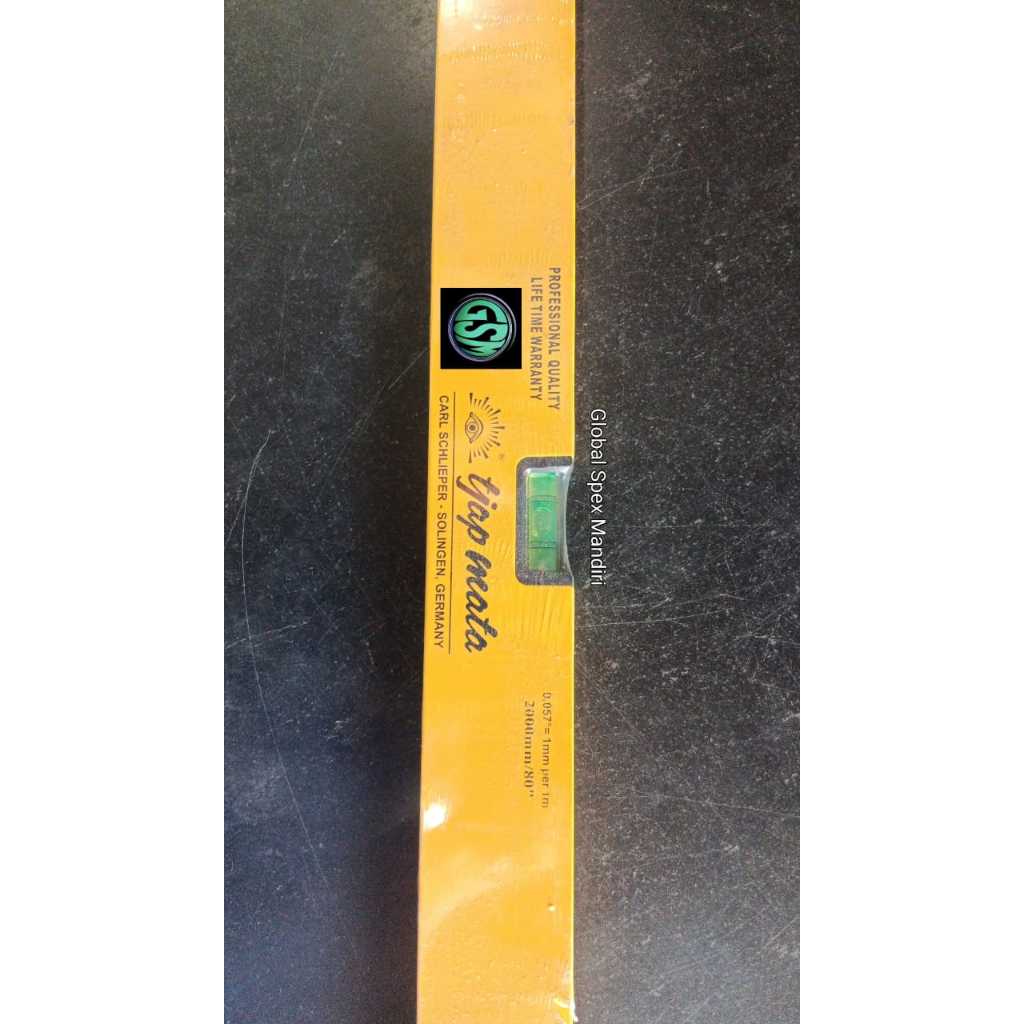 PROFESSIONAL QUALITY
LIFE TIME WARRANTY
GSM
®
tjap mata
CARL SCHLIEPER - SOLINGEN, GERMANY
0,057°= 1mm per 1m
2000mm/80"
Global Spex Mandiri